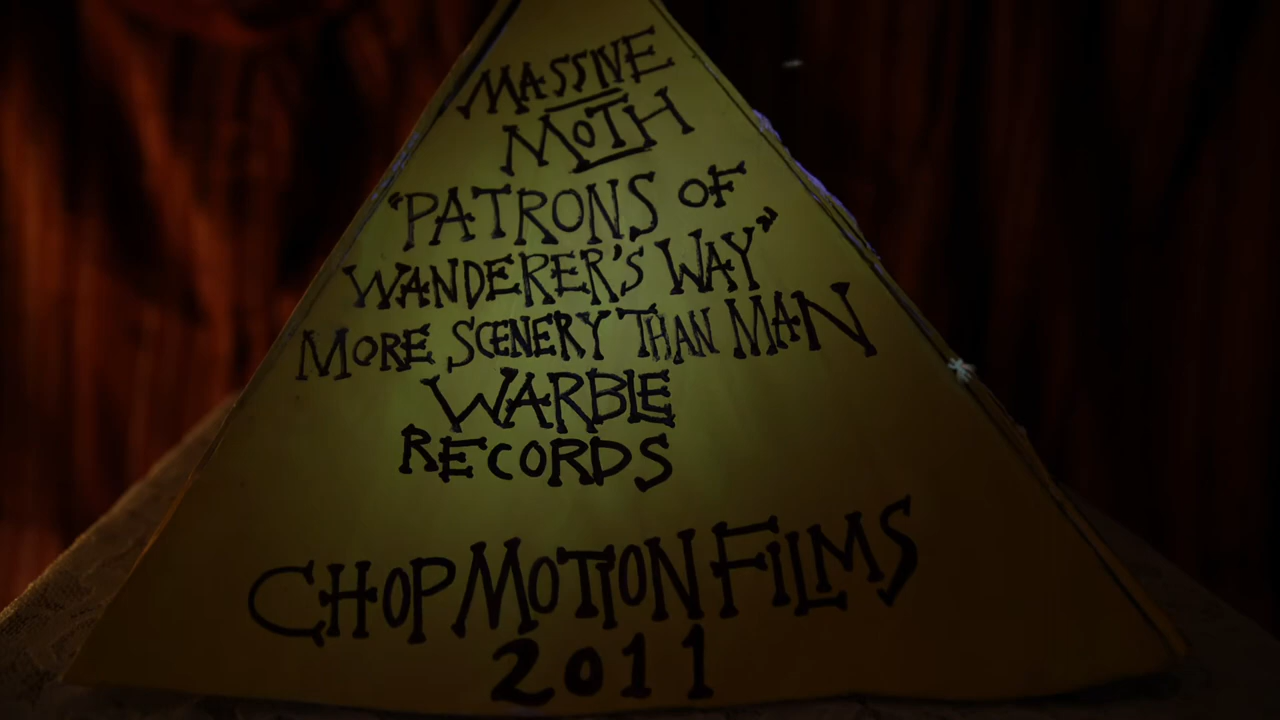 MASSIVE
MOTH
"PATRONS OF
WANDERER'S WAY"
MORE SCENERY THAN MAN
WARBLE
RECORDS
CHOP MOTION FILMS
2011